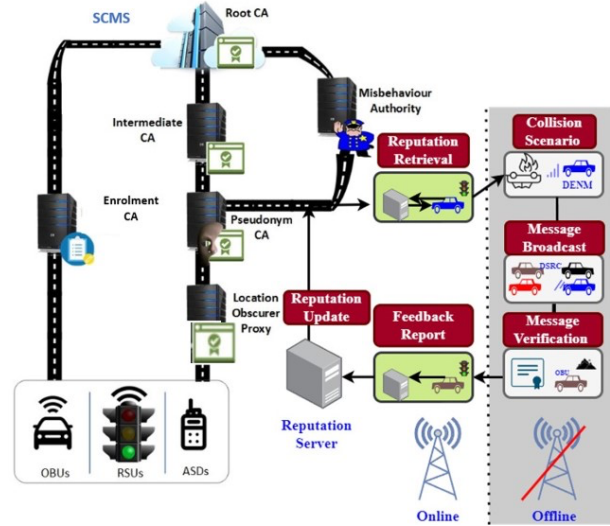 SCMS
Root CA
Misbehaviour
Authority
Intermediate
CA
Enrolment
CA
Pseudonym
CA
Location
Obscurer
Proxy
OBUs
RSUs
ASDs
Reputation
Retrieval
Reputation
Update
Feedback
Report
Reputation
Server
Collision
Scenario
DENM
Message
Broadcast
DSRC
Message
Verification
OBU
Online
Offline